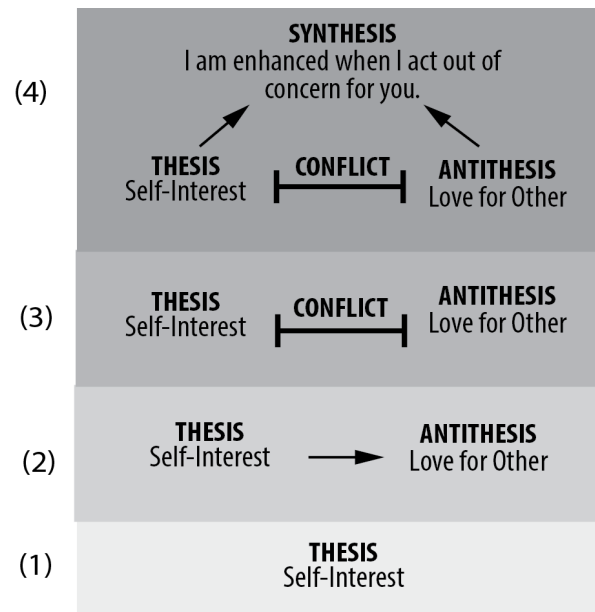 SYNTHESIS
I am enhanced when I act out of
concern for you.
(4)
THESIS
Self-Interest
CONFLICT
ANTITHESIS
Love for Other
(3)
THESIS
Self-Interest
CONFLICT
ANTITHESIS
Love for Other
(2)
THESIS
Self-Interest
ANTITHESIS
Love for Other
(1)
THESIS
Self-Interest